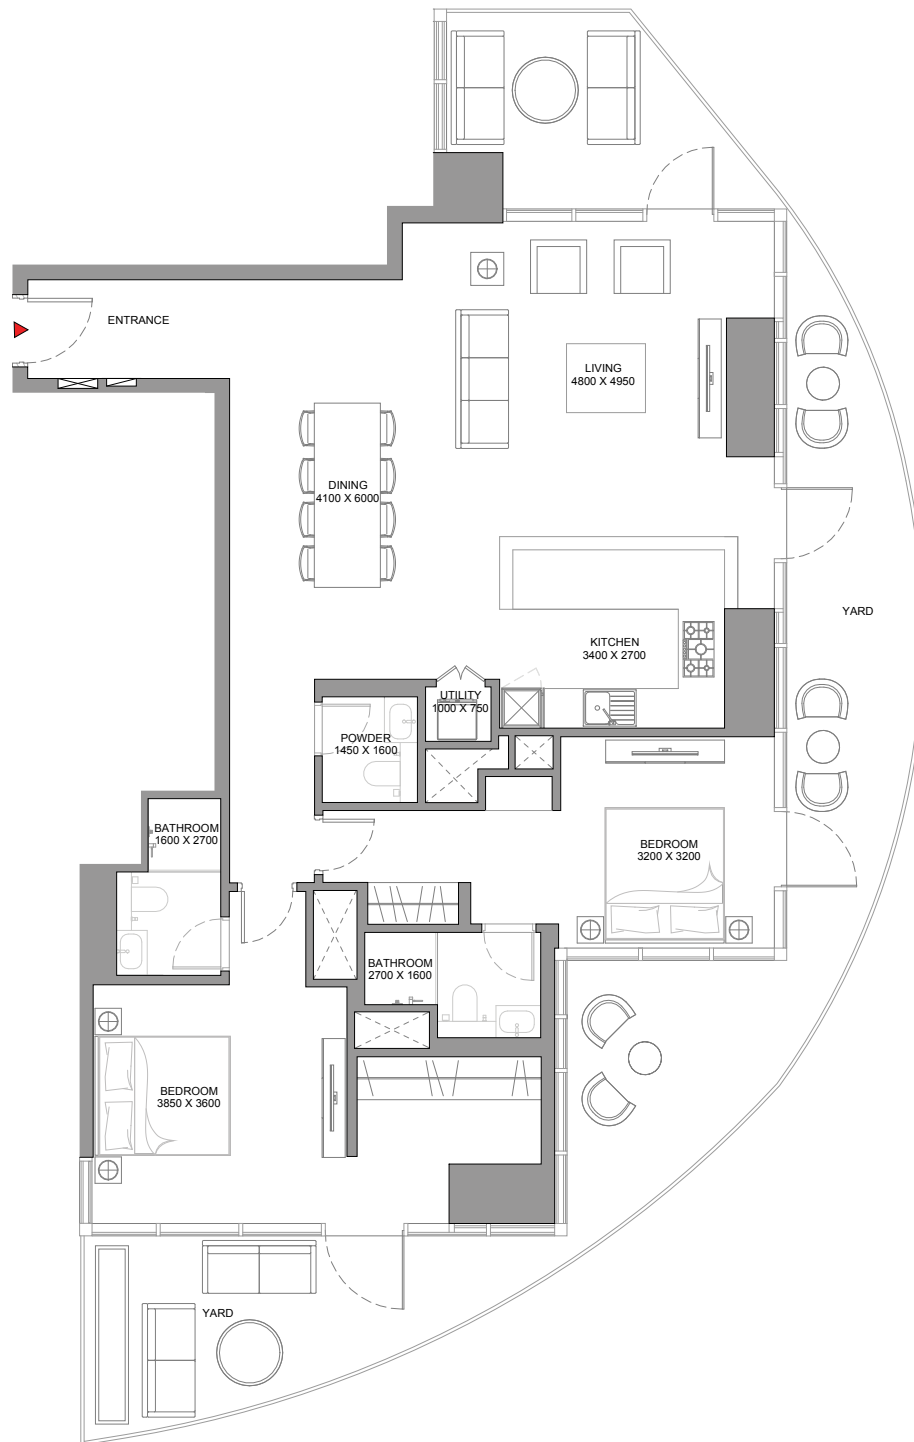 ENTRANCE
LIVING
4800 X 4950
DINING
4100 X 6000
YARD
KITCHEN
3400 X 2700
UTILITY
1000 X 750
POWDER
1450 X 1600
BATHROOM
1600 X 2700
BEDROOM
3200 X 3200
BATHROOM
2700 X 1600
BEDROOM
3850 X 3600
YARD